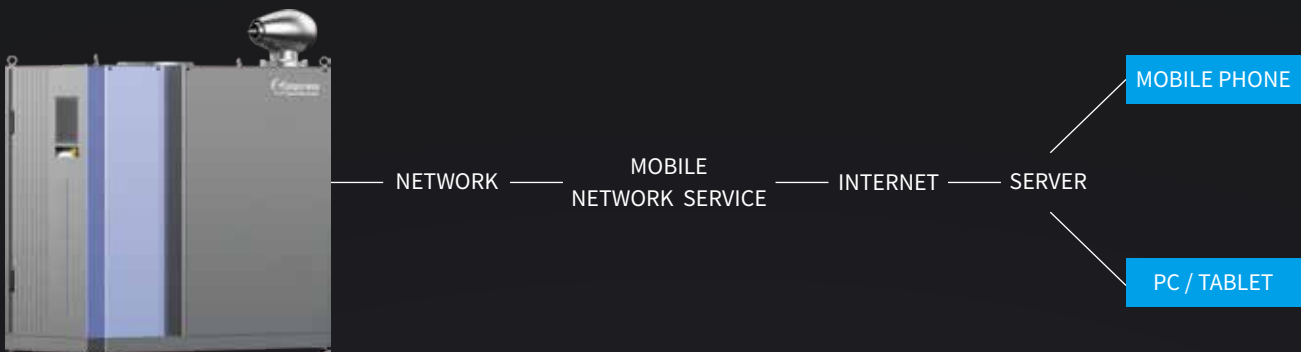 NETWORK
MOBILE
NETWORK SERVICE
INTERNET
SERVER
MOBILE PHONE
PC / TABLET